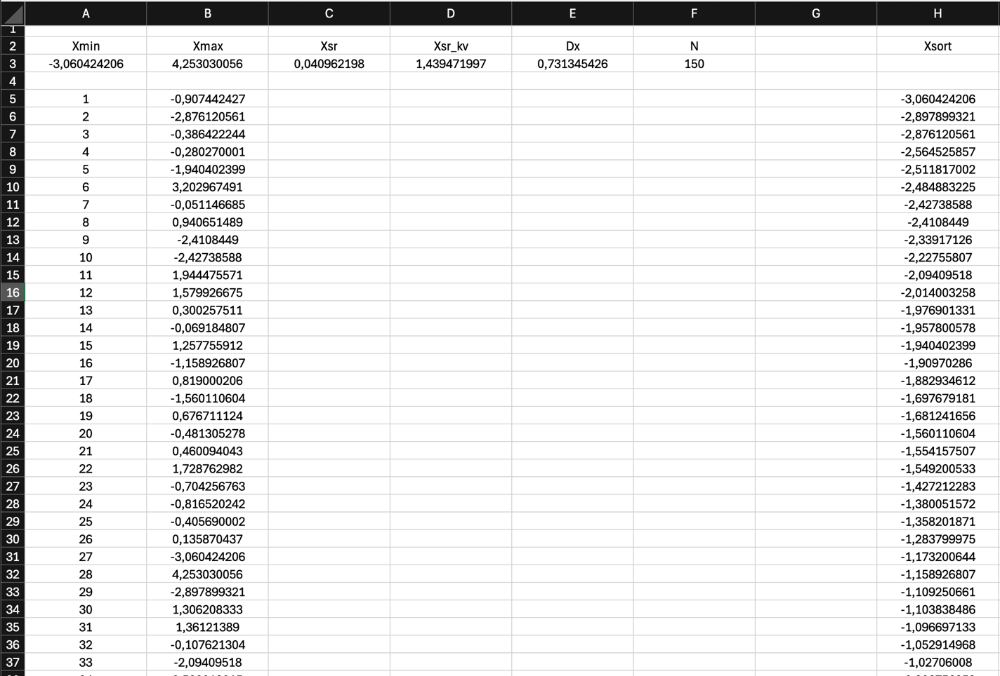 A B C D E F G H
1
2 Xmin Xmax Xsr Xsr_kv Dx N Xsort
3 -3,060424206 4,253030056 0,040962198 1,439471997 0,731345426 150
4
5 1 -0,907442427 -3,060424206
6 2 -2,876120561 -2,897899321
7 3 -0,386422244 -2,876120561
8 4 -0,280270001 -2,564525857
9 5 -1,940402399 -2,511817002
10 6 3,202967491 -2,484883225
11 7 -0,051146685 -2,42738588
12 8 0,940651489 -2,4108449
13 9 -2,4108449 -2,33917126
14 10 -2,42738588 -2,22755807
15 11 1,944475571 -2,09409518
16 12 1,579926675 -2,014003258
17 13 0,300257511 -1,976901331
18 14 -0,069184807 -1,957800578
19 15 1,257755912 -1,940402399
20 16 -1,158926807 -1,90970286
21 17 0,819000206 -1,882934612
22 18 -1,560110604 -1,697679181
23 19 0,676711124 -1,681241656
24 20 -0,481305278 -1,560110604
25 21 0,460094043 -1,554157507
26 22 1,728762982 -1,549200533
27 23 -0,704256763 -1,427212283
28 24 -0,816520242 -1,380051572
29 25 -0,405690002 -1,358201871
30 26 0,135870437 -1,283799975
31 27 -3,060424206 -1,173200644
32 28 4,253030056 -1,158926807
33 29 -2,897899321 -1,109250661
34 30 1,306208333 -1,103838486
35 31 1,36121389 -1,096697133
36 32 -0,107621304 -1,052914968
37 33 -2,09409518 -1,02706008